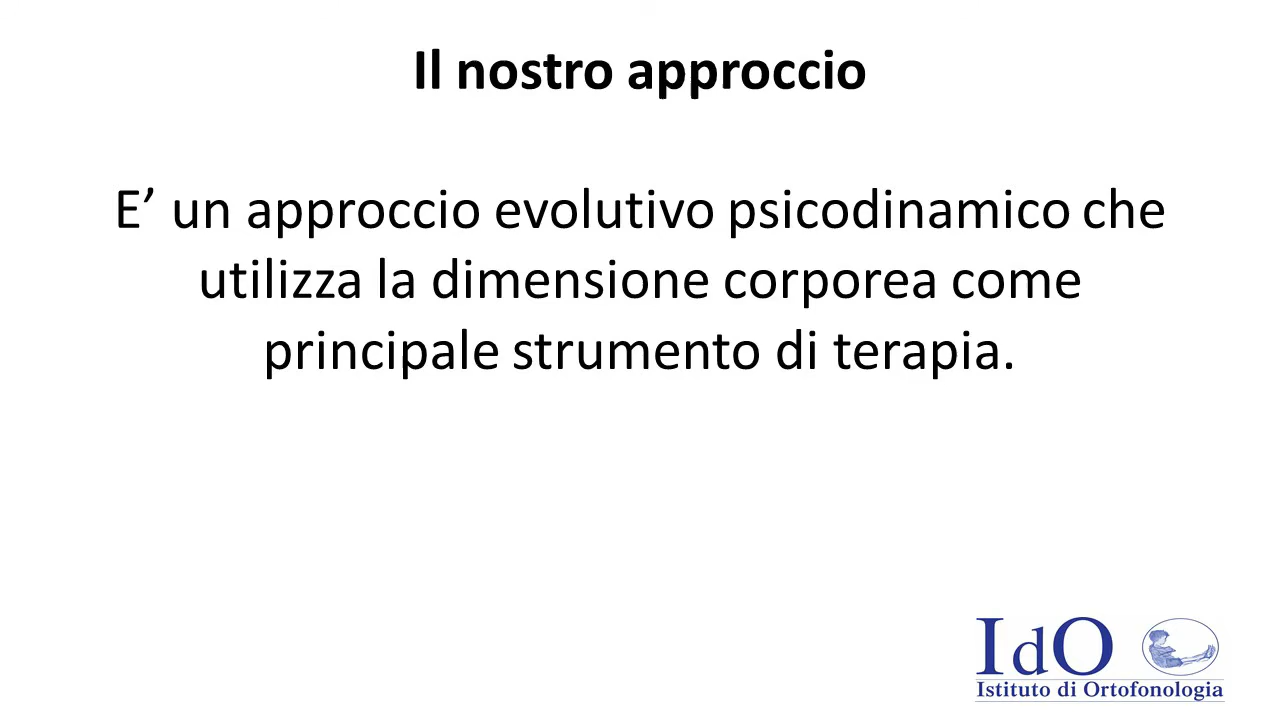 Il nostro approccio
E’ un approccio evolutivo psicodinamico che
utilizza la dimensione corporea come
principale strumento di terapia.
IdO
Istituto di Ortofonologia